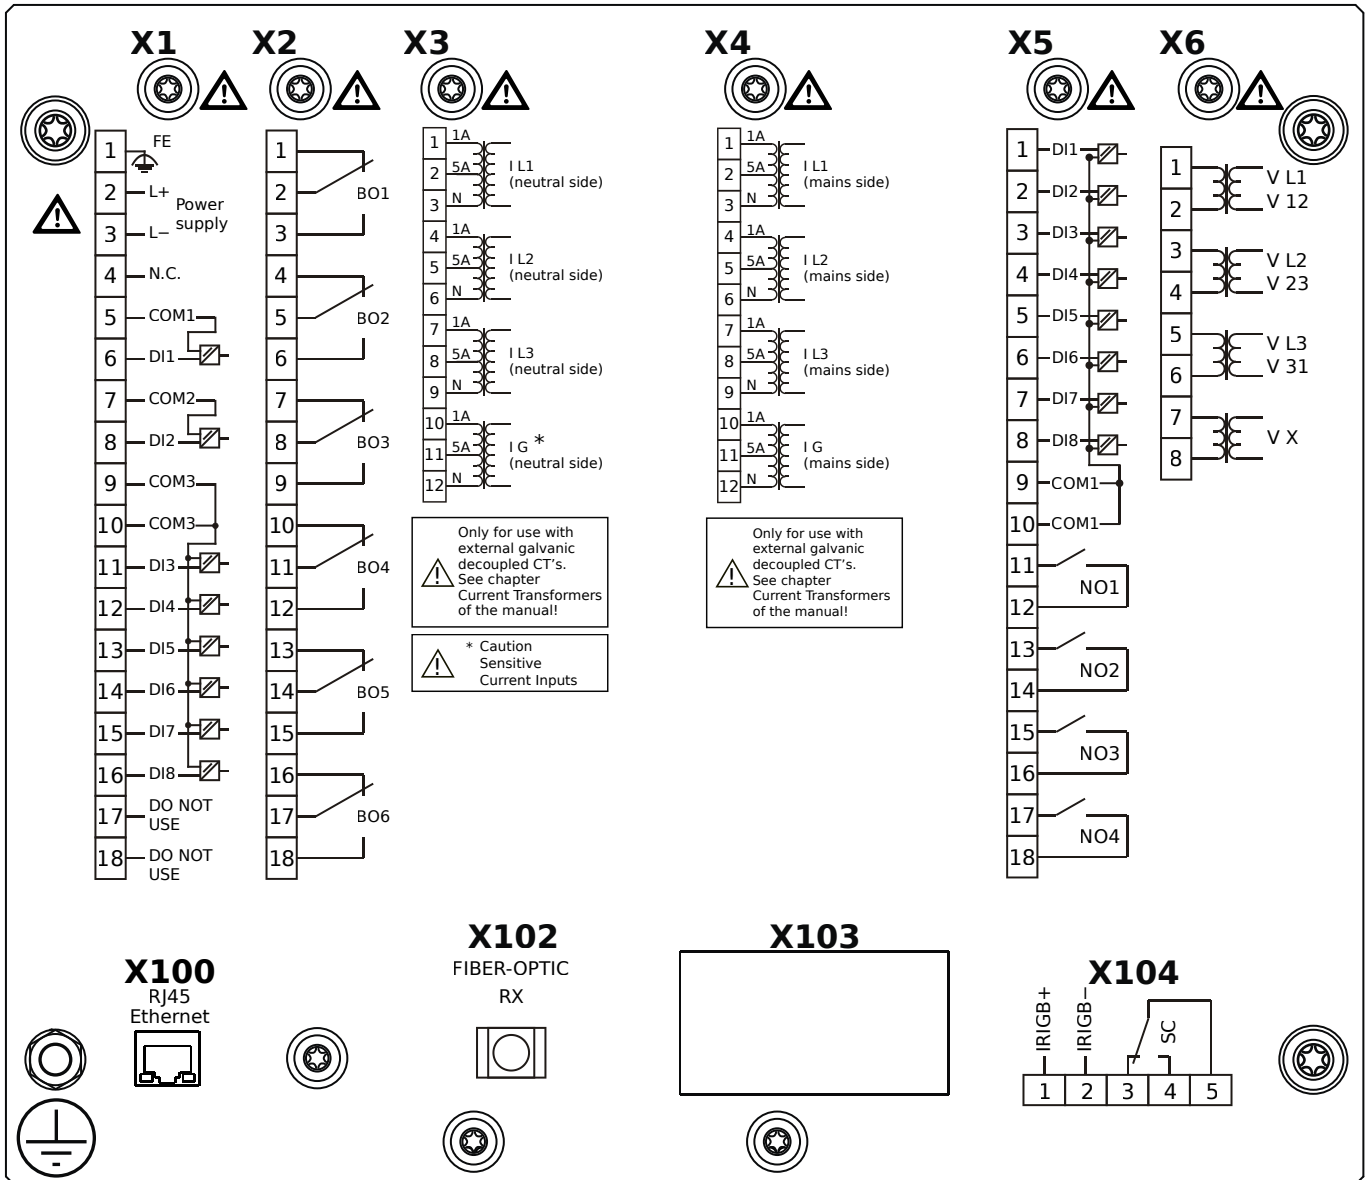 X1
X2
X3
X4
X5
X6
1
FE
2
L+
Power
supply
3
L−
4
N.C.
5
COM1
6
DI1
7
COM2
8
DI2
9
COM3
10
COM3
11
DI3
12
DI4
13
DI5
14
DI6
15
DI7
16
DI8
17
DO NOT
USE
18
DO NOT
USE
1
2
BO1
3
4
5
BO2
6
7
8
BO3
9
10
11
BO4
12
13
14
BO5
15
16
17
BO6
18
1
1A
2
5A
I L1
(neutral side)
3
N
4
1A
5
5A
I L2
(neutral side)
6
N
7
1A
8
5A
I L3
(neutral side)
9
N
10
1A
11
5A
I G *
(neutral side)
12
N
Only for use with
external galvanic
decoupled CT's.
See chapter
Current Transformers
of the manual!
* Caution
Sensitive
Current Inputs
1
1A
2
5A
I L1
(mains side)
3
N
4
1A
5
5A
I L2
(mains side)
6
N
7
1A
8
5A
I L3
(mains side)
9
N
10
1A
11
5A
I G
(mains side)
12
N
Only for use with
external galvanic
decoupled CT's.
See chapter
Current Transformers
of the manual!
1
DI1
2
DI2
3
DI3
4
DI4
5
DI5
6
DI6
7
DI7
8
DI8
9
COM1
10
COM1
11
NO1
12
13
NO2
14
15
NO3
16
17
NO4
18
1
V L1
2
V 12
3
V L2
4
V 23
5
V L3
6
V 31
7
V X
8
X100
RJ45
Ethernet
X102
FIBER-OPTIC
RX
X103
X104
IRIGB+
IRIGB−
SC
1 2 3 4 5